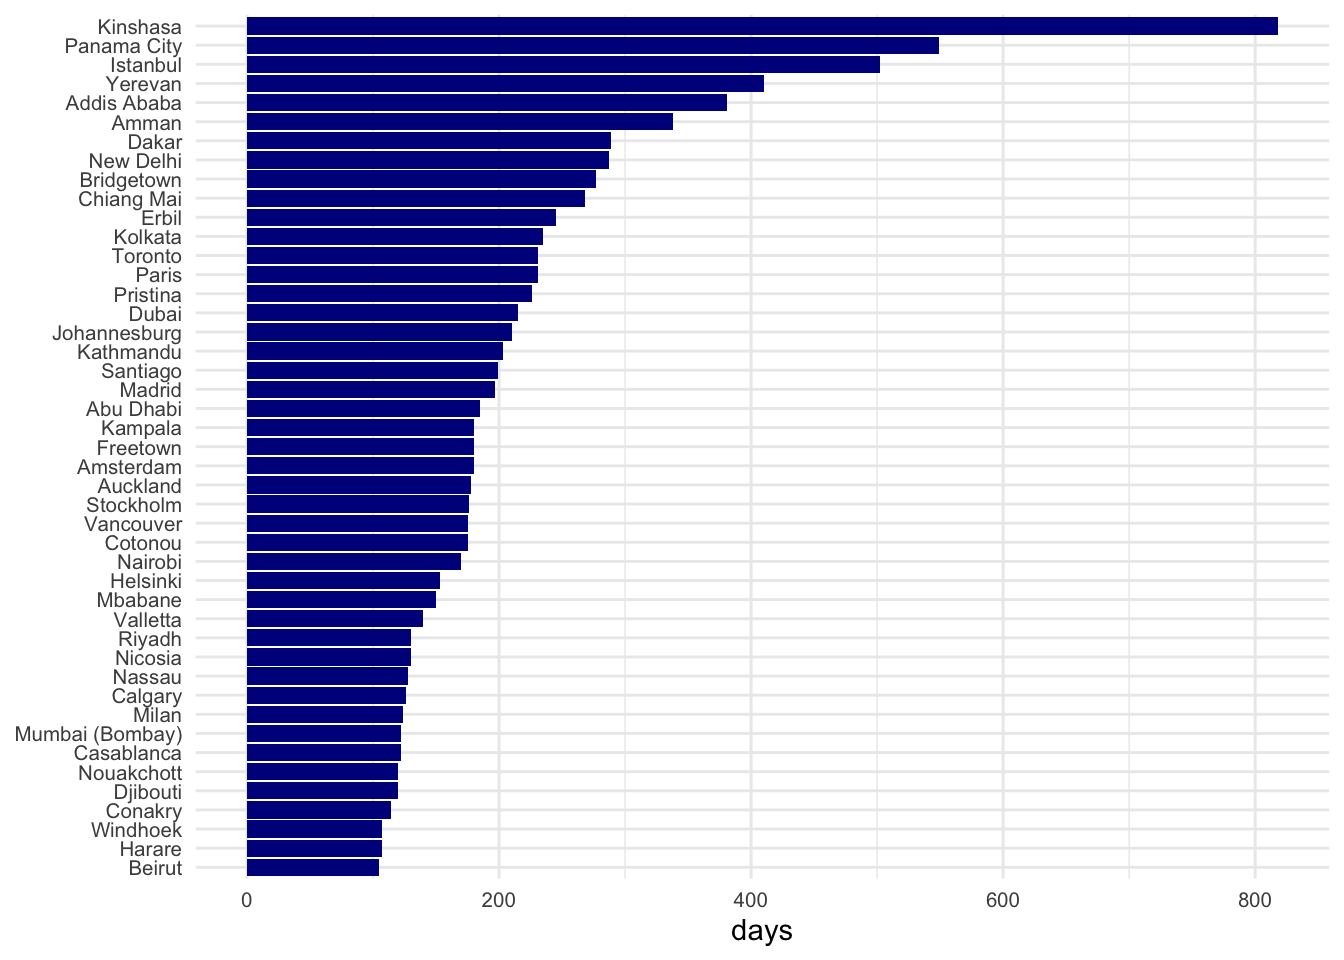 Kinshasa
Panama City
Istanbul
Yerevan
Addis Ababa
Amman
Dakar
New Delhi
Bridgetown
Chiang Mai
Erbil
Kolkata
Toronto
Paris
Pristina
Dubai
Johannesburg
Kathmandu
Santiago
Madrid
Abu Dhabi
Kampala
Freetown
Amsterdam
Auckland
Stockholm
Vancouver
Cotonou
Nairobi
Helsinki
Mbabane
Valletta
Riyadh
Nicosia
Nassau
Calgary
Milan
Mumbai (Bombay)
Casablanca
Nouakchott
Djibouti
Conakry
Windhoek
Harare
Beirut
0 200 400 600 800
days